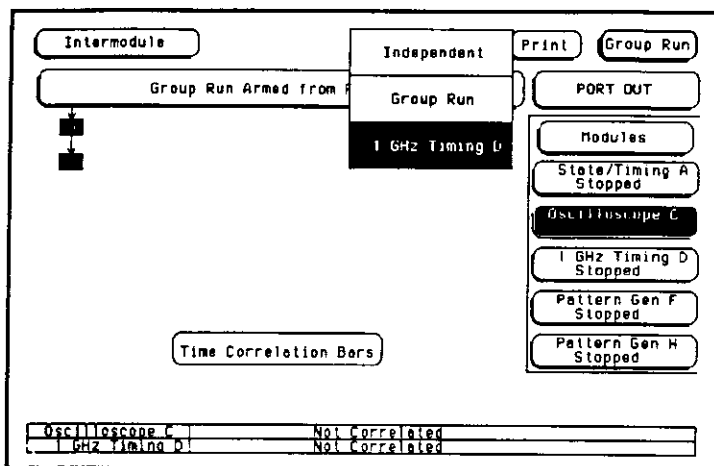 Intermodule
Independent
Print
Group Run
Group Run Armed from
Group Run
PORT OUT
1 GHz Timing D
Modules
State/Timing A
Stopped
Oscilloscope C
1 GHz Timing D
Stopped
Pattern Gen F
Stopped
Time Correlation Bars
Pattern Gen H
Stopped
Oscilloscope C Not Correlated
1 GHz Timing D Not Correlated